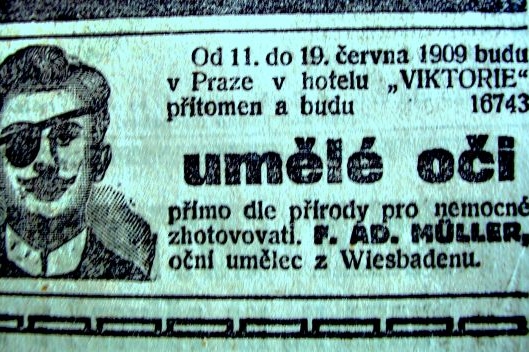 Od 11. do 19. června 1909 budu
v Praze v hotelu „VIKTORIE“
přítomen a budu 16743
umělé oči
přímo dle přírody pro nemocné
zhotovovati. F. AD. MÜLLER,
oční umělec z Wiesbadenu.